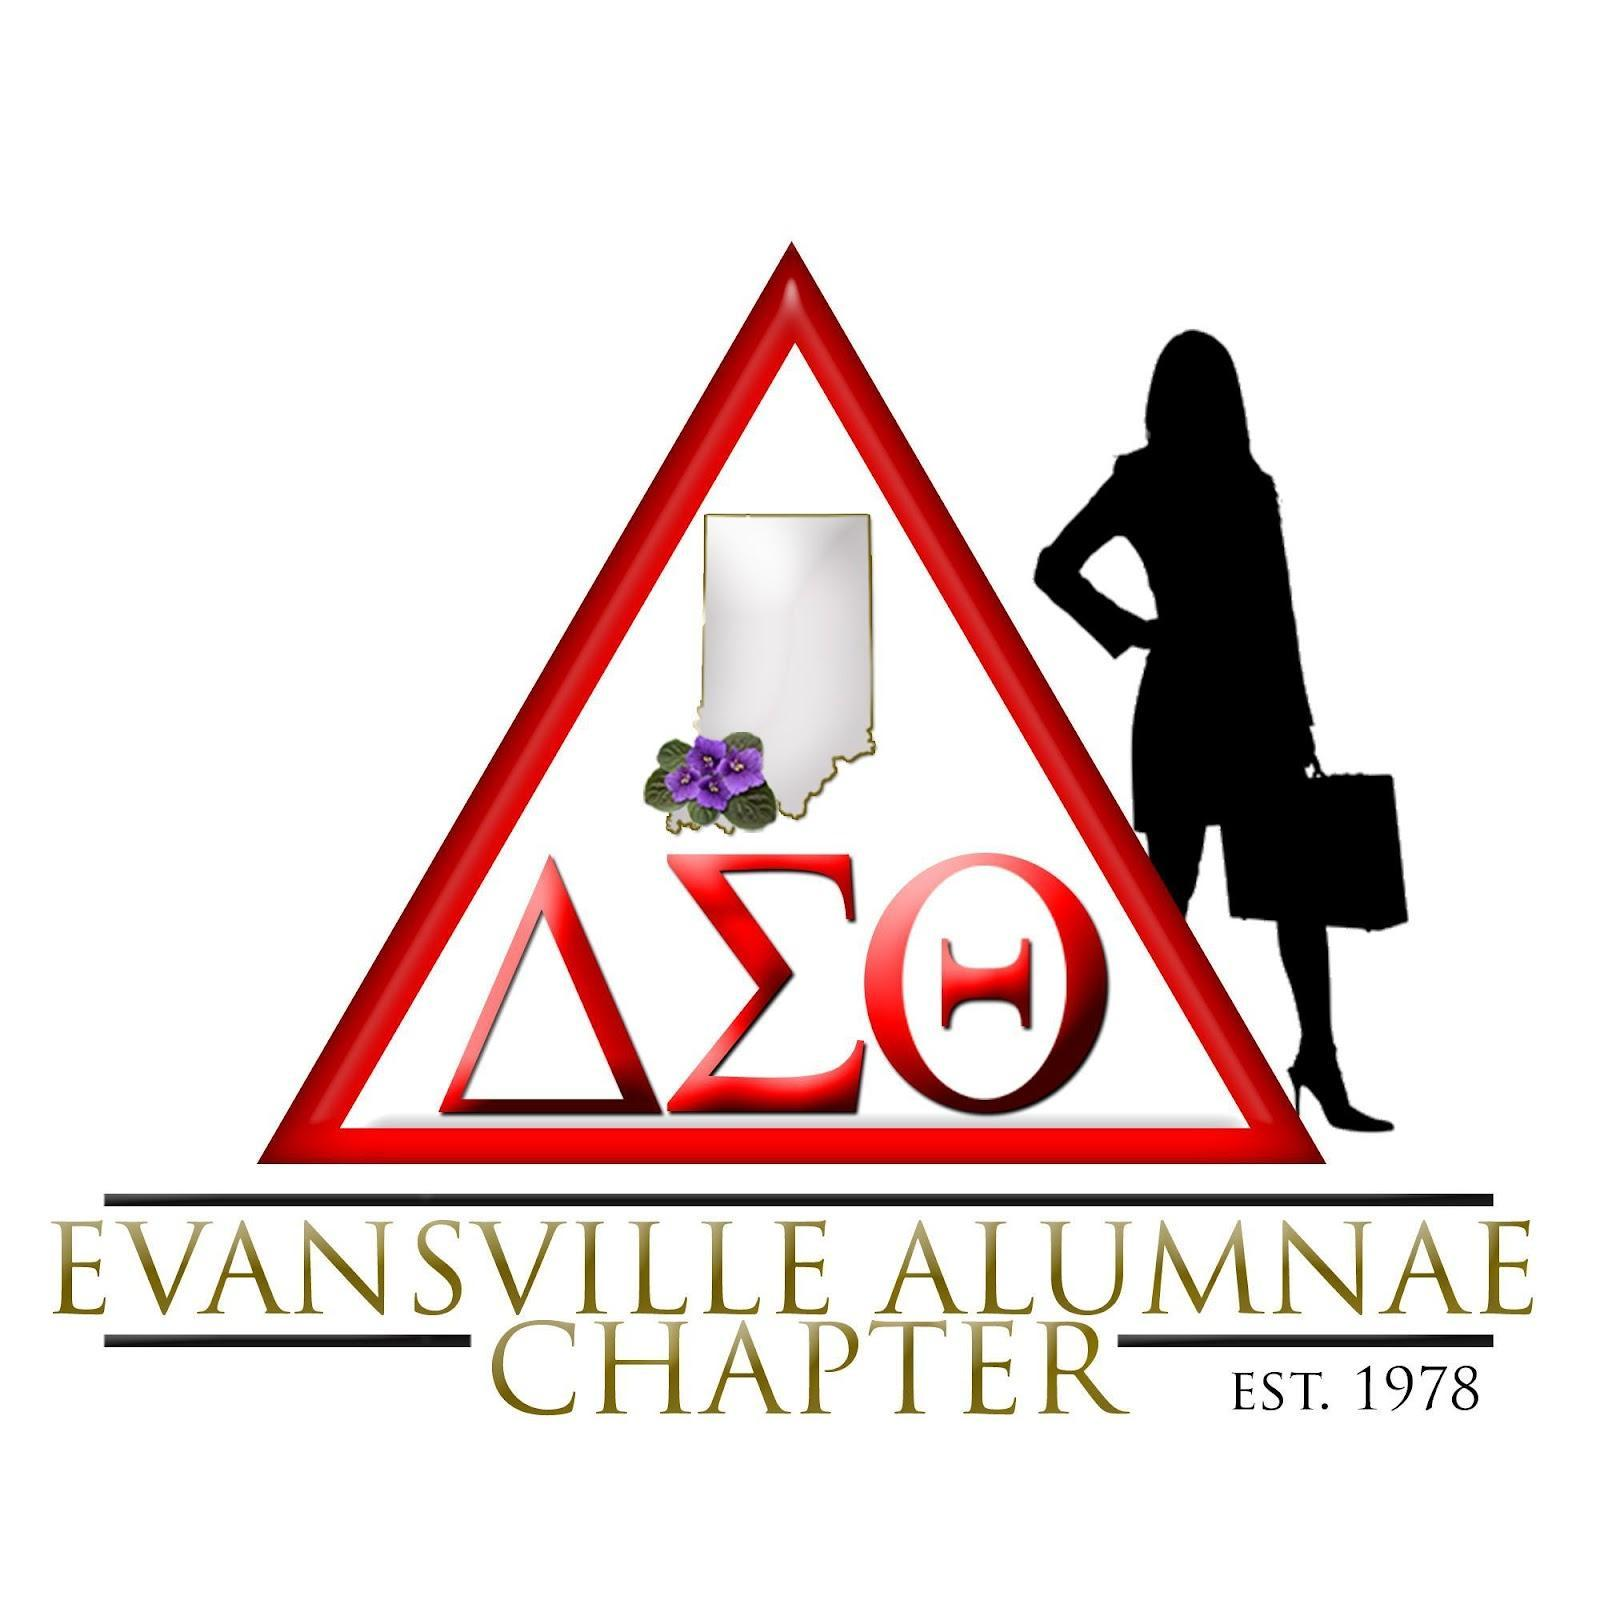 ΔΣΘ
EVANSVILLE ALUMNAE
CHAPTER
EST. 1978